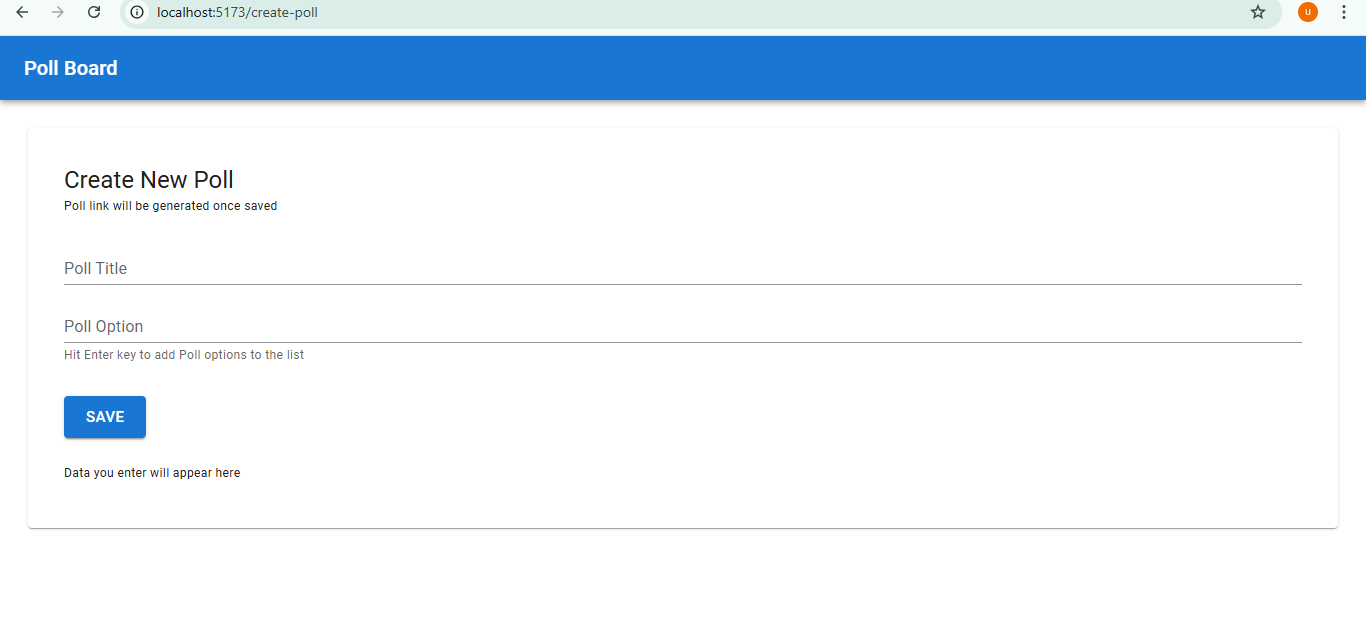 localhost:5173/create-poll
u
Poll Board
Create New Poll
Poll link will be generated once saved
Poll Title
Poll Option
Hit Enter key to add Poll options to the list
SAVE
Data you enter will appear here